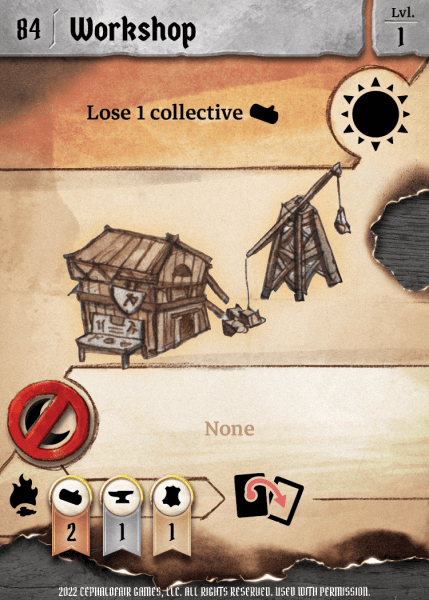 84 Workshop
Lvl.
1
Lose 1 collective
None
2 1 1
2022 CEPHALOFAIR GAMES, LLC. ALL RIGHTS RESERVED. USED WITH PERMISSION.